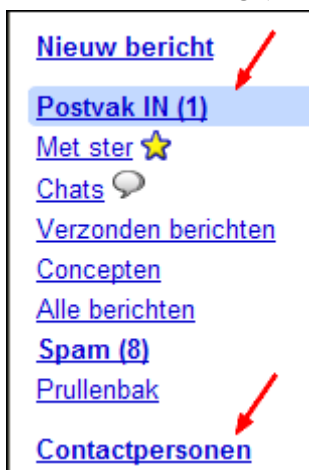 Nieuw bericht
Postvak IN (1)
Met ster
Chats
Verzonden berichten
Concepten
Alle berichten
Spam (8)
Prullenbak
Contactpersonen